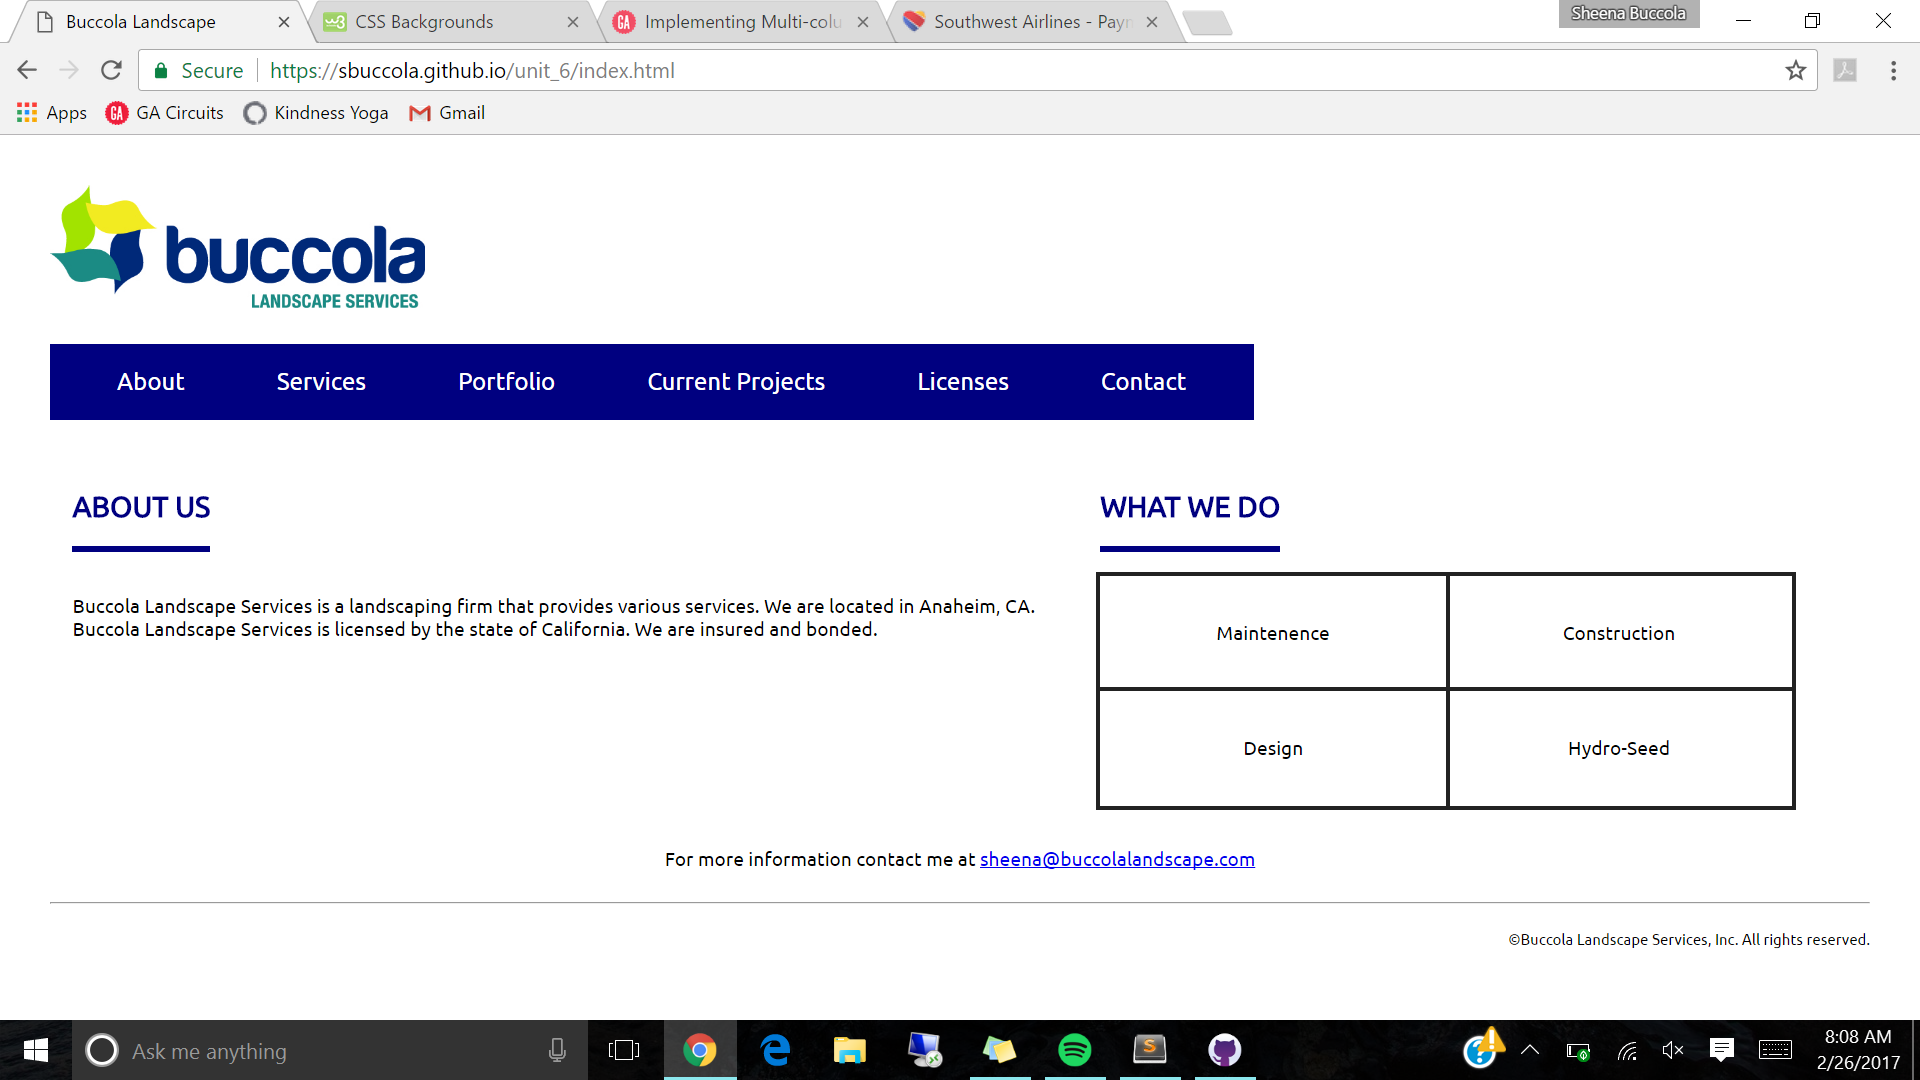 Buccola Landscape
CSS Backgrounds
Implementing Multi-colu
Southwest Airlines - Payn
Sheena Buccola
Secure https://sbuccola.github.io/unit_6/index.html
Apps GA GA Circuits Kindness Yoga Gmail
buccola
LANDSCAPE SERVICES
About Services Portfolio Current Projects Licenses Contact
ABOUT US
Buccola Landscape Services is a landscaping firm that provides various services. We are located in Anaheim, CA.
Buccola Landscape Services is licensed by the state of California. We are insured and bonded.
WHAT WE DO
Maintenence Construction
Design Hydro-Seed
For more information contact me at sheena@buccolalandscape.com
©Buccola Landscape Services, Inc. All rights reserved.
Ask me anything
8:08 AM
2/26/2017